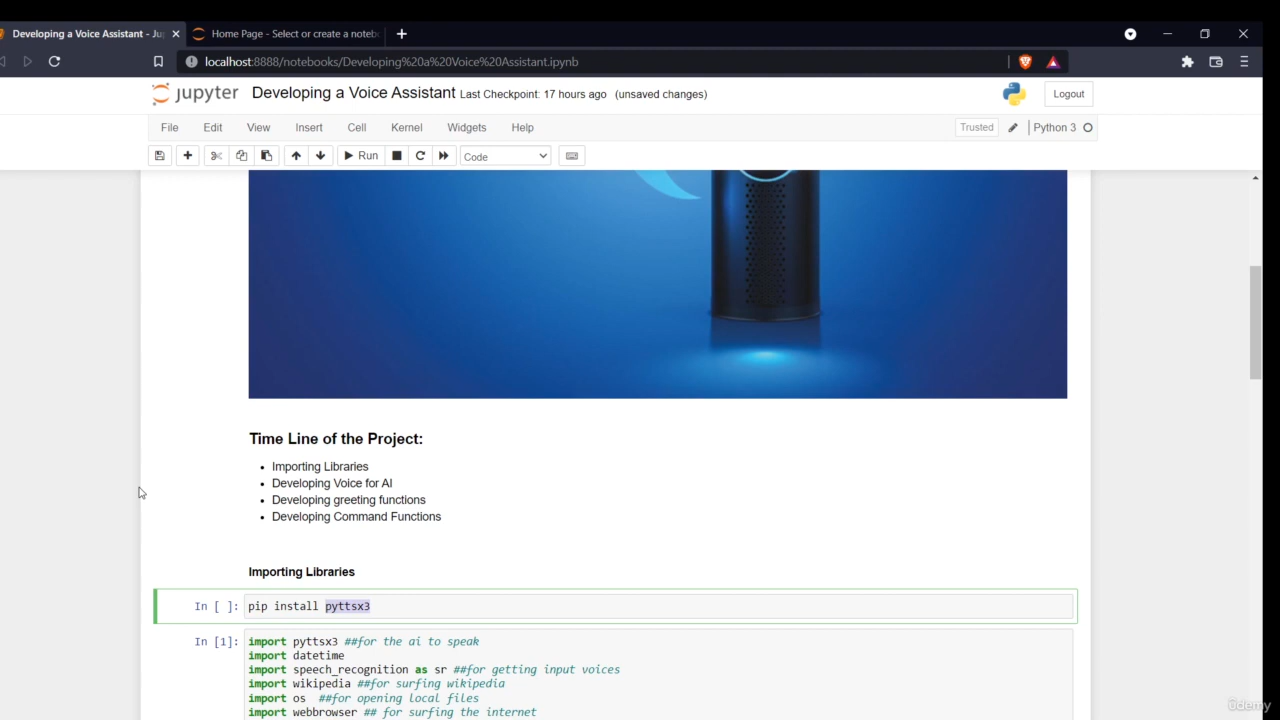 Developing a Voice Assistant - Ju
Home Page - Select or create a noteb
localhost:8888/notebooks/Developing%20a%20Voice%20Assistant.ipynb
jupyter Developing a Voice Assistant Last Checkpoint: 17 hours ago (unsaved changes)
Logout
File Edit View Insert Cell Kernel Widgets Help
Trusted Python 3
Run Code
Time Line of the Project:
• Importing Libraries
• Developing Voice for AI
• Developing greeting functions
• Developing Command Functions
Importing Libraries
In [ ]: pip install pyttsx3
In [1]: import pyttsx3 ##for the ai to speak
import datetime
import speech_recognition as sr ##for getting input voices
import wikipedia ##for surfing wikipedia
import os  ##for opening local files
import webbrowser ## for surfing the internet
ûdemy